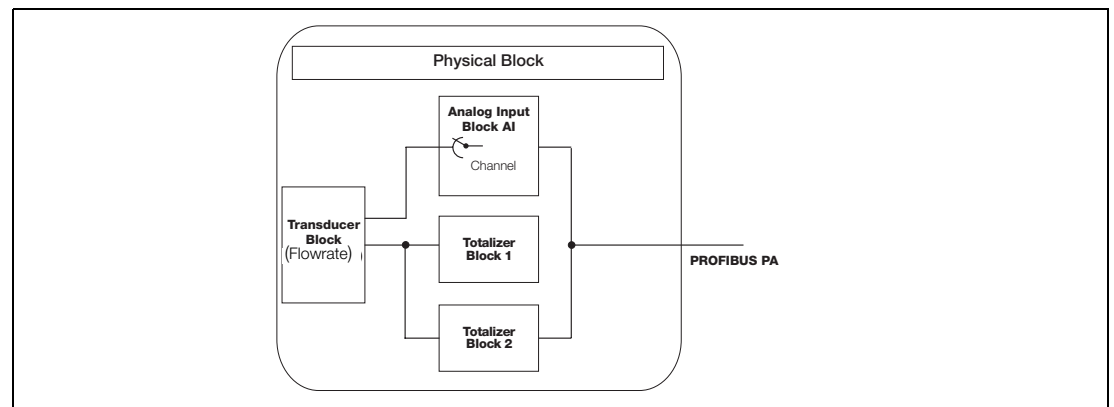 Physical Block
Analog Input
Block AI
Channel
Transducer
Block
(Flowrate)
Totalizer
Block 1
Totalizer
Block 2
PROFIBUS PA